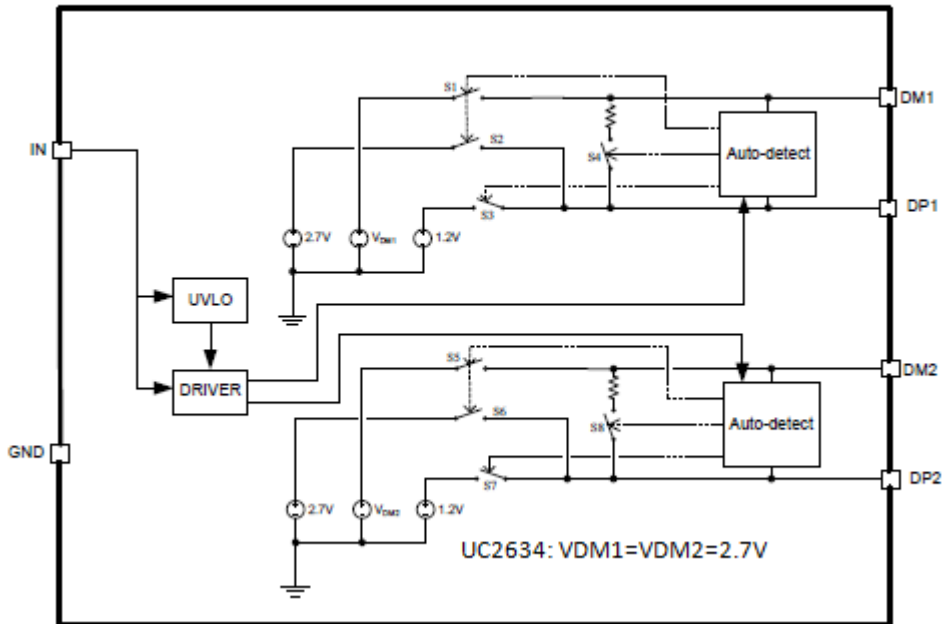 S1
DM1
S2
IN
S4
Auto-detect
S3
DP1
2.7V
VDM1
1.2V
UVLO
S5
DM2
DRIVER
S6
S8
Auto-detect
GND
S7
DP2
2.7V
VDM2
1.2V
UC2634: VDM1=VDM2=2.7V